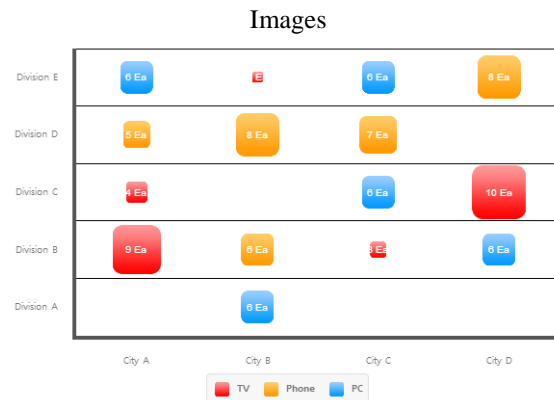 Images
Division E
6 Ea
E
6 Ea
8 Ea
Division D
5 Ea
8 Ea
7 Ea
Division C
4 Ea
6 Ea
10 Ea
Division B
9 Ea
6 Ea
3 Ea
6 Ea
Division A
6 Ea
City A
City B
City C
City D
TV
Phone
PC